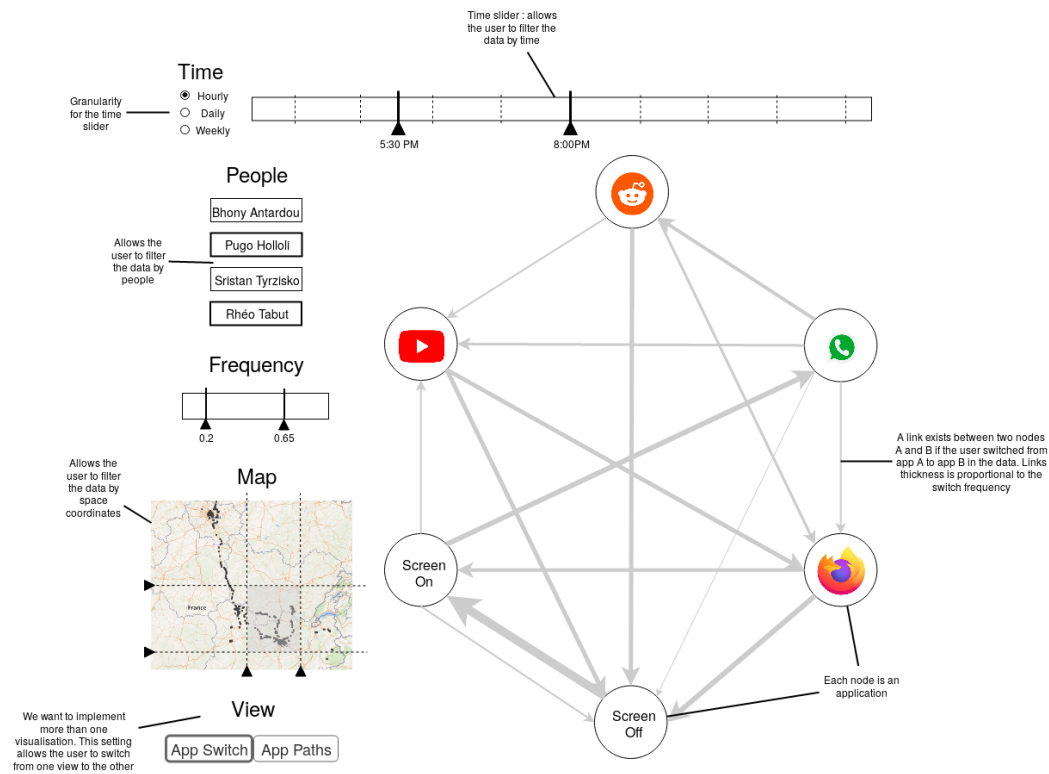 Time slider : allows
the user to filter the
data by time
Time
Hourly
Daily
Weekly
Granularity
for the time
slider
5:30 PM
8:00PM
People
Bhony Antardou
Pugo Holloli
Sristan Tyrzisko
Rhéo Tabut
Allows the
user to filter
the data by
people
Frequency
0.2
0.65
Map
Allows the
user to filter
the data by
space
coordinates
France
View
We want to implement
more than one
visualisation. This setting
allows the user to switch
from one view to the other
App Switch
App Paths
Screen
On
Screen
Off
A link exists between two nodes
A and B if the user switched from
app A to app B in the data. Links
thickness is proportional to the
switch frequency
Each node is an
application